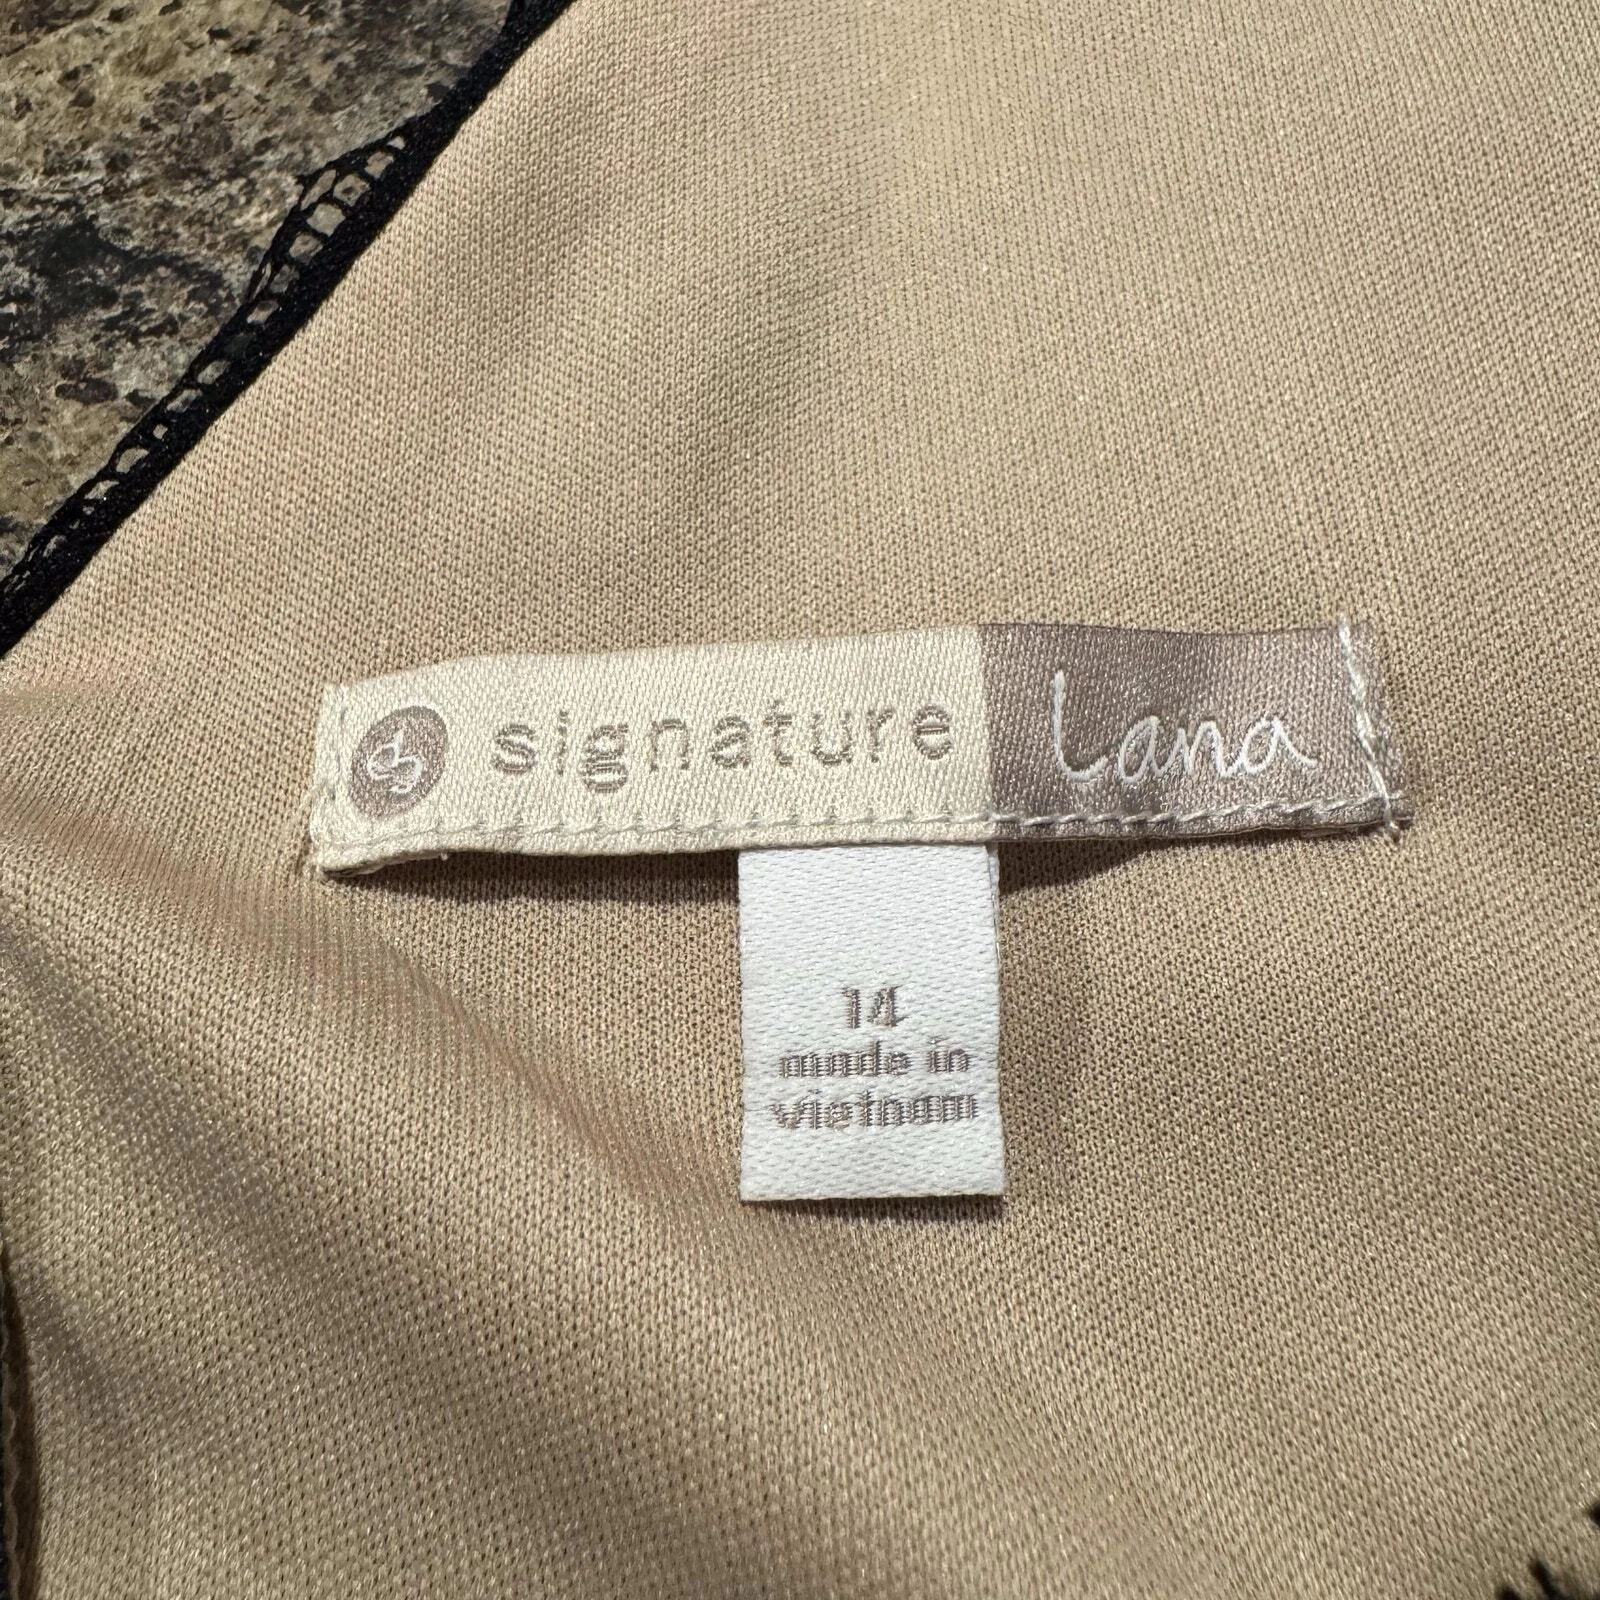 signature Lana
14
made in
vietnam